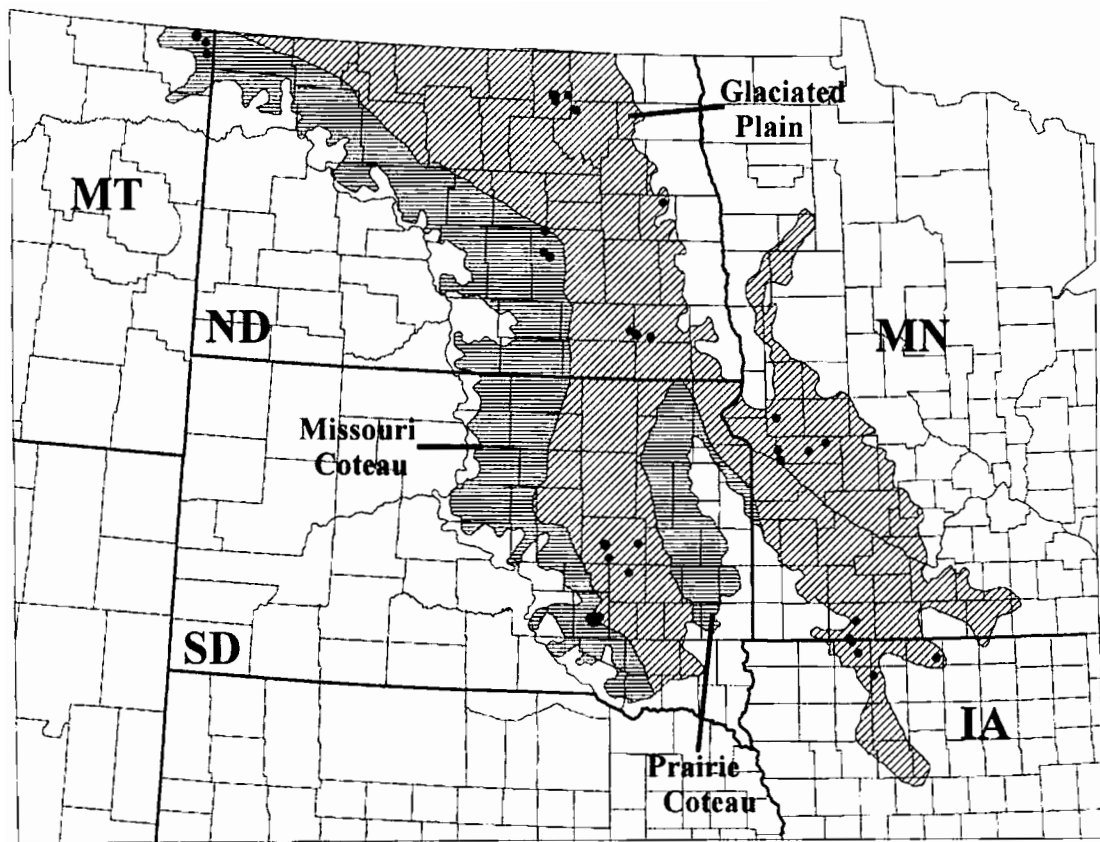 Glaciated
Plain
MT
ND
MN
Missouri
Coteau
SD
IA
Prairie
Coteau